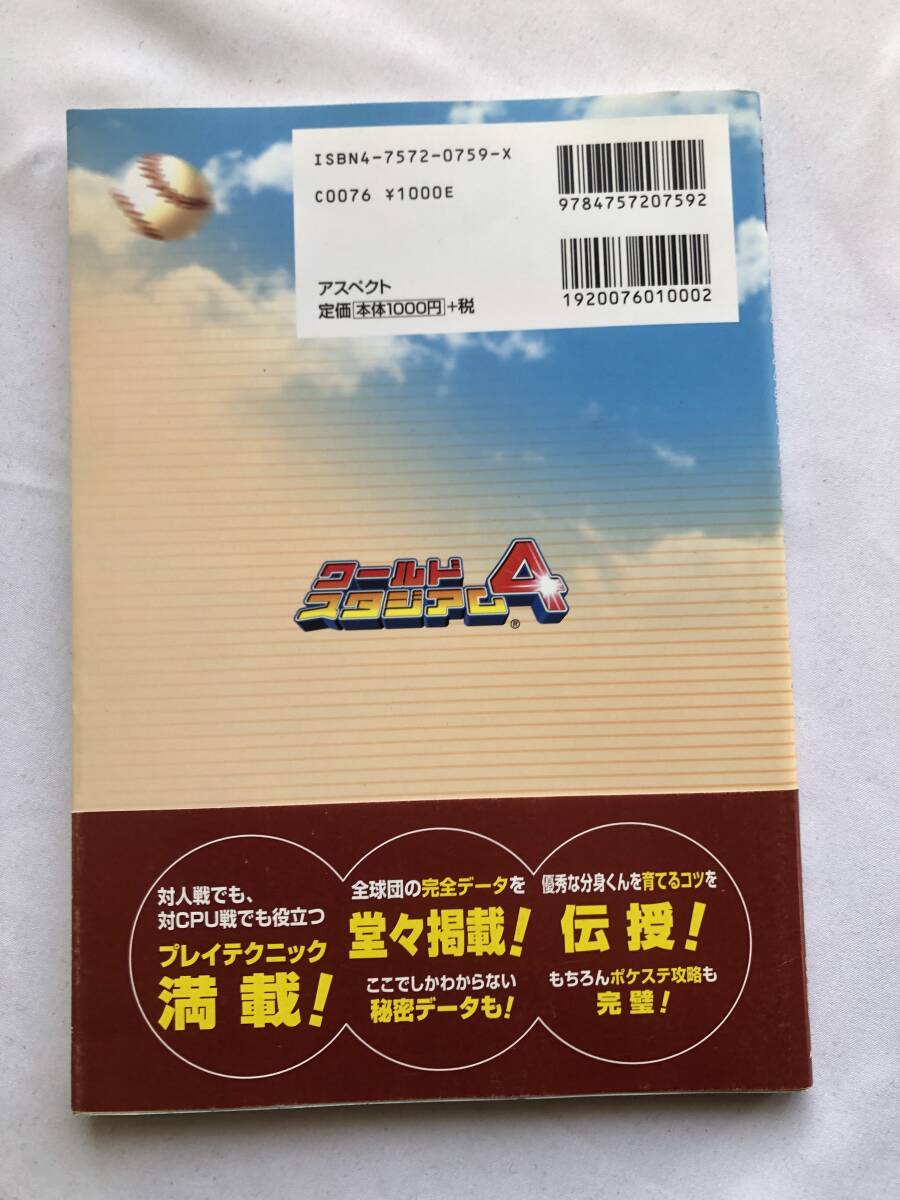 ISBN4-7572-0759-X
C0076 ¥1000E
9784757207592
アスペクト
定価 本体1000円 +税
1920076010002
ワールド
スタジアム4
®
対人戦でも、
対CPU戦でも役立つ
プレイテクニック
満載!
全球団の完全データを
堂々掲載!
ここでしかわからない
秘密データも!
優秀な分身くんを育てるコツを
伝授!
もちろんポケステ攻略も
完璧!